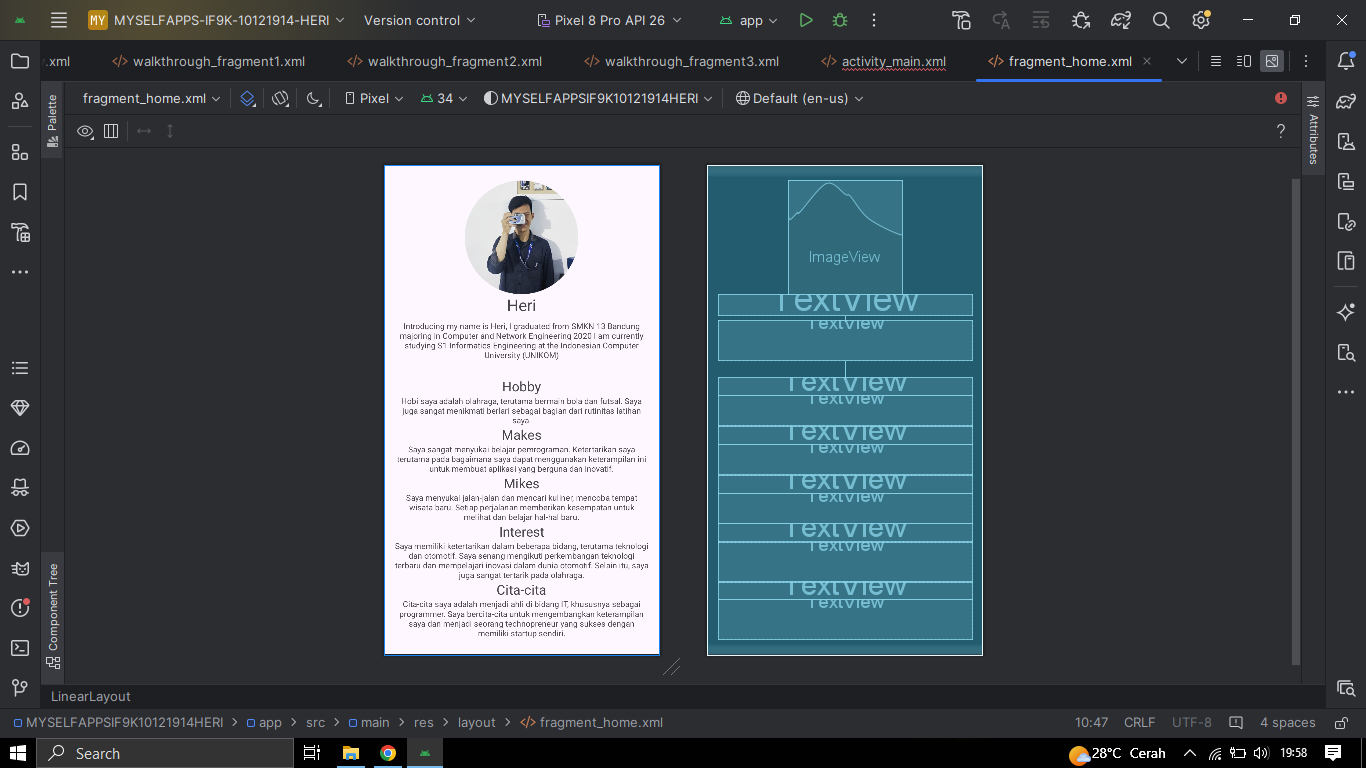 MY MYSELFAPPS-IF9K-10121914-HERI Version control Pixel 8 Pro API 26 app
.xml walkthrough_fragment1.xml walkthrough_fragment2.xml walkthrough_fragment3.xml activity_main.xml fragment_home.xml
fragment_home.xml Pixel 34 MYSELFAPPSIF9K10121914HERI Default (en-us)
?
Palette
Attributes
Component Tree
Heri
Introducing my name is Heri, I graduated from SMKN 13 Bandung
majoring in Computer and Network Engineering 2020 I am currently
studying S1 Informatics Engineering at the Indonesian Computer
University (UNIKOM)
Hobby
Hobi saya adalah olahraga, terutama bermain bola dan futsal. Saya
juga sangat menikmati berlari sebagai bagian dari rutinitas latihan
saya
Makes
Saya sangat menyukai belajar pemrograman. Ketertarikan saya
terutama pada bagaimana saya dapat menggunakan keterampilan ini
untuk membuat aplikasi yang berguna dan inovatif.
Mikes
Saya menyukai jalan-jalan dan mencari kuliner, mencoba tempat
wisata baru. Setiap perjalanan memberikan kesempatan untuk
melihat dan belajar hal-hal baru.
Interest
Saya memiliki ketertarikan dalam beberapa bidang, terutama teknologi
dan otomotif. Saya senang mengikuti perkembangan teknologi
terbaru dan mempelajari inovasi dalam dunia otomotif. Selain itu, saya
juga sangat tertarik pada olahraga.
Cita-cita
Cita-cita saya adalah menjadi ahli di bidang IT, khususnya sebagai
programmer. Saya bercita-cita untuk mengembangkan keterampilan
saya dan menjadi seorang technopreneur yang sukses dengan
memiliki startup sendiri.
ImageView
TextView
TextView
TextView
TextView
TextView
TextView
TextView
TextView
TextView
TextView
TextView
TextView
LinearLayout
MYSELFAPPSIF9K10121914HERI > app > src > main > res > layout > fragment_home.xml 10:47 CRLF UTF-8 4 spaces
Search 28°C Cerah 19:58